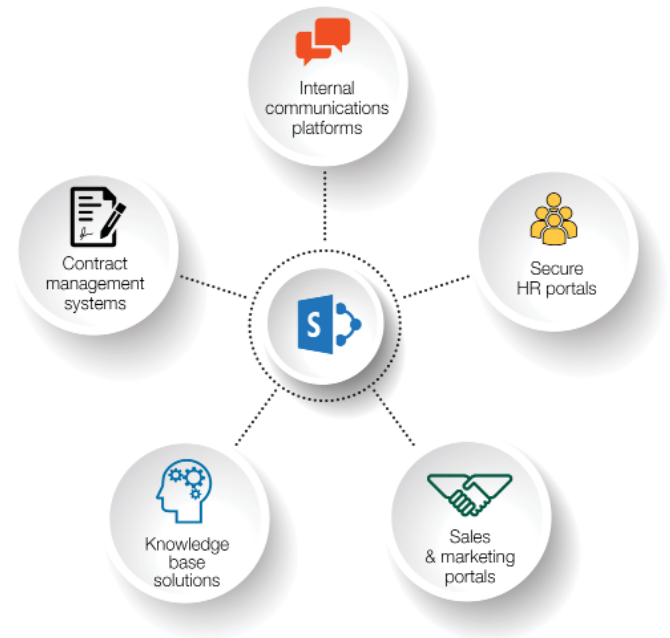 Internal
communications
platforms
Contract
management
systems
Secure
HR portals
S
Knowledge
base
solutions
Sales
& marketing
portals